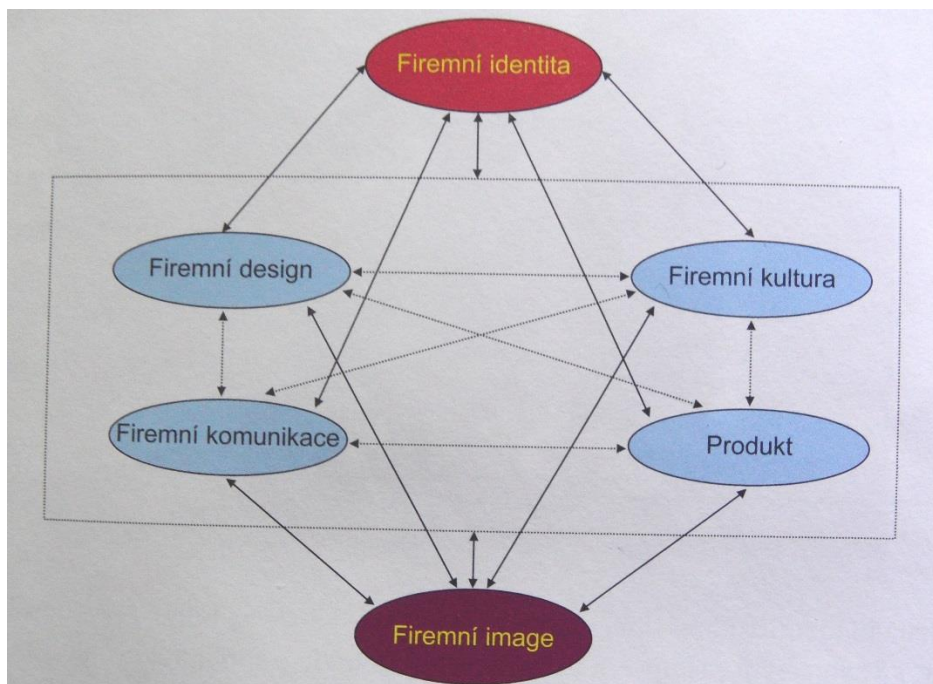 Firemní identita
Firemní design
Firemní kultura
Firemní komunikace
Produkt
Firemní image